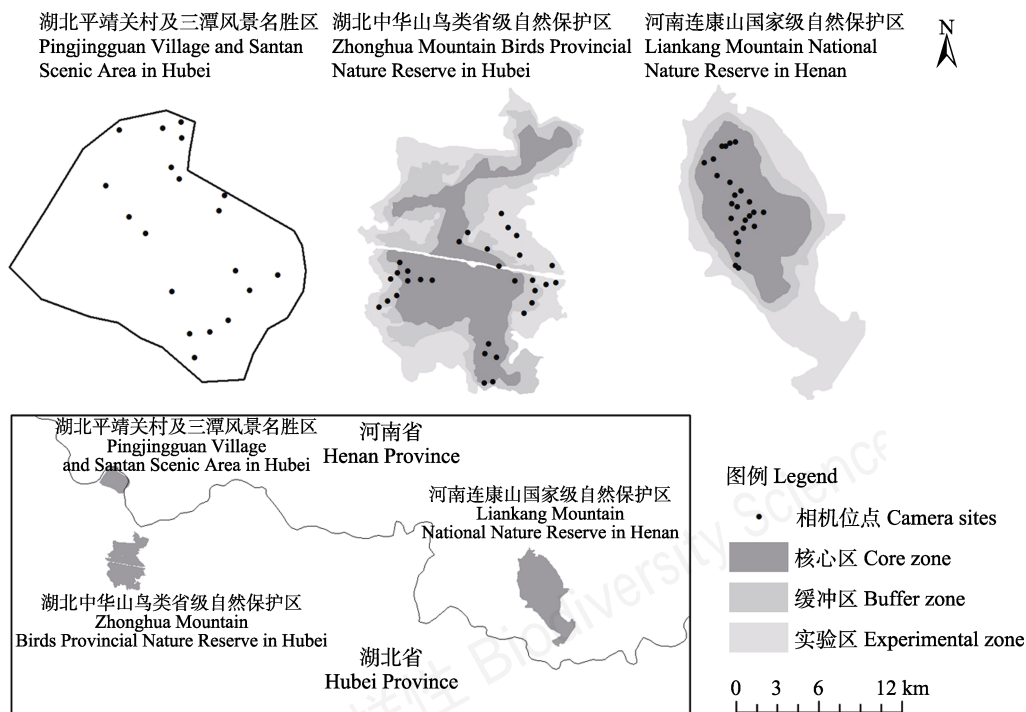 湖北平靖关村及三潭风景名胜区
Pingjingguan Village and Santan
Scenic Area in Hubei
湖北中华山鸟类省级自然保护区
Zhonghua Mountain Birds Provincial
Nature Reserve in Hubei
河南连康山国家级自然保护区
Liankang Mountain National
Nature Reserve in Henan
N
湖北平靖关村及三潭风景名胜区
Pingjingguan Village
and Santan Scenic Area in Hubei
河南省
Henan Province
河南连康山国家级自然保护区
Liankang Mountain
National Nature Reserve in Henan
湖北中华山鸟类省级自然保护区
Zhonghua Mountain
Birds Provincial Nature Reserve in Hubei
湖北省
Hubei Province
图例 Legend
相机位点 Camera sites
核心区 Core zone
缓冲区 Buffer zone
实验区 Experimental zone
0 3 6 12 km
样性 Biodiversity Science